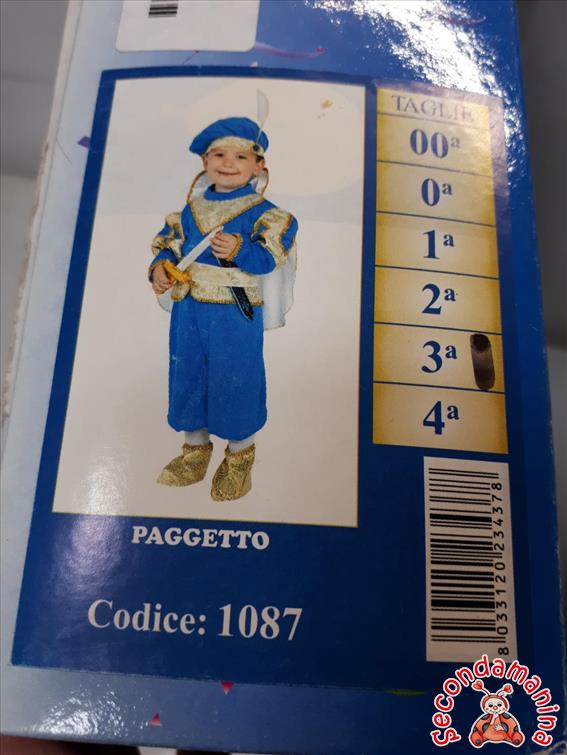 TAGLIE
00ª
0ª
1ª
2ª
3ª
4ª
PAGGETTO
Codice: 1087
8033120234378
Secondamanina